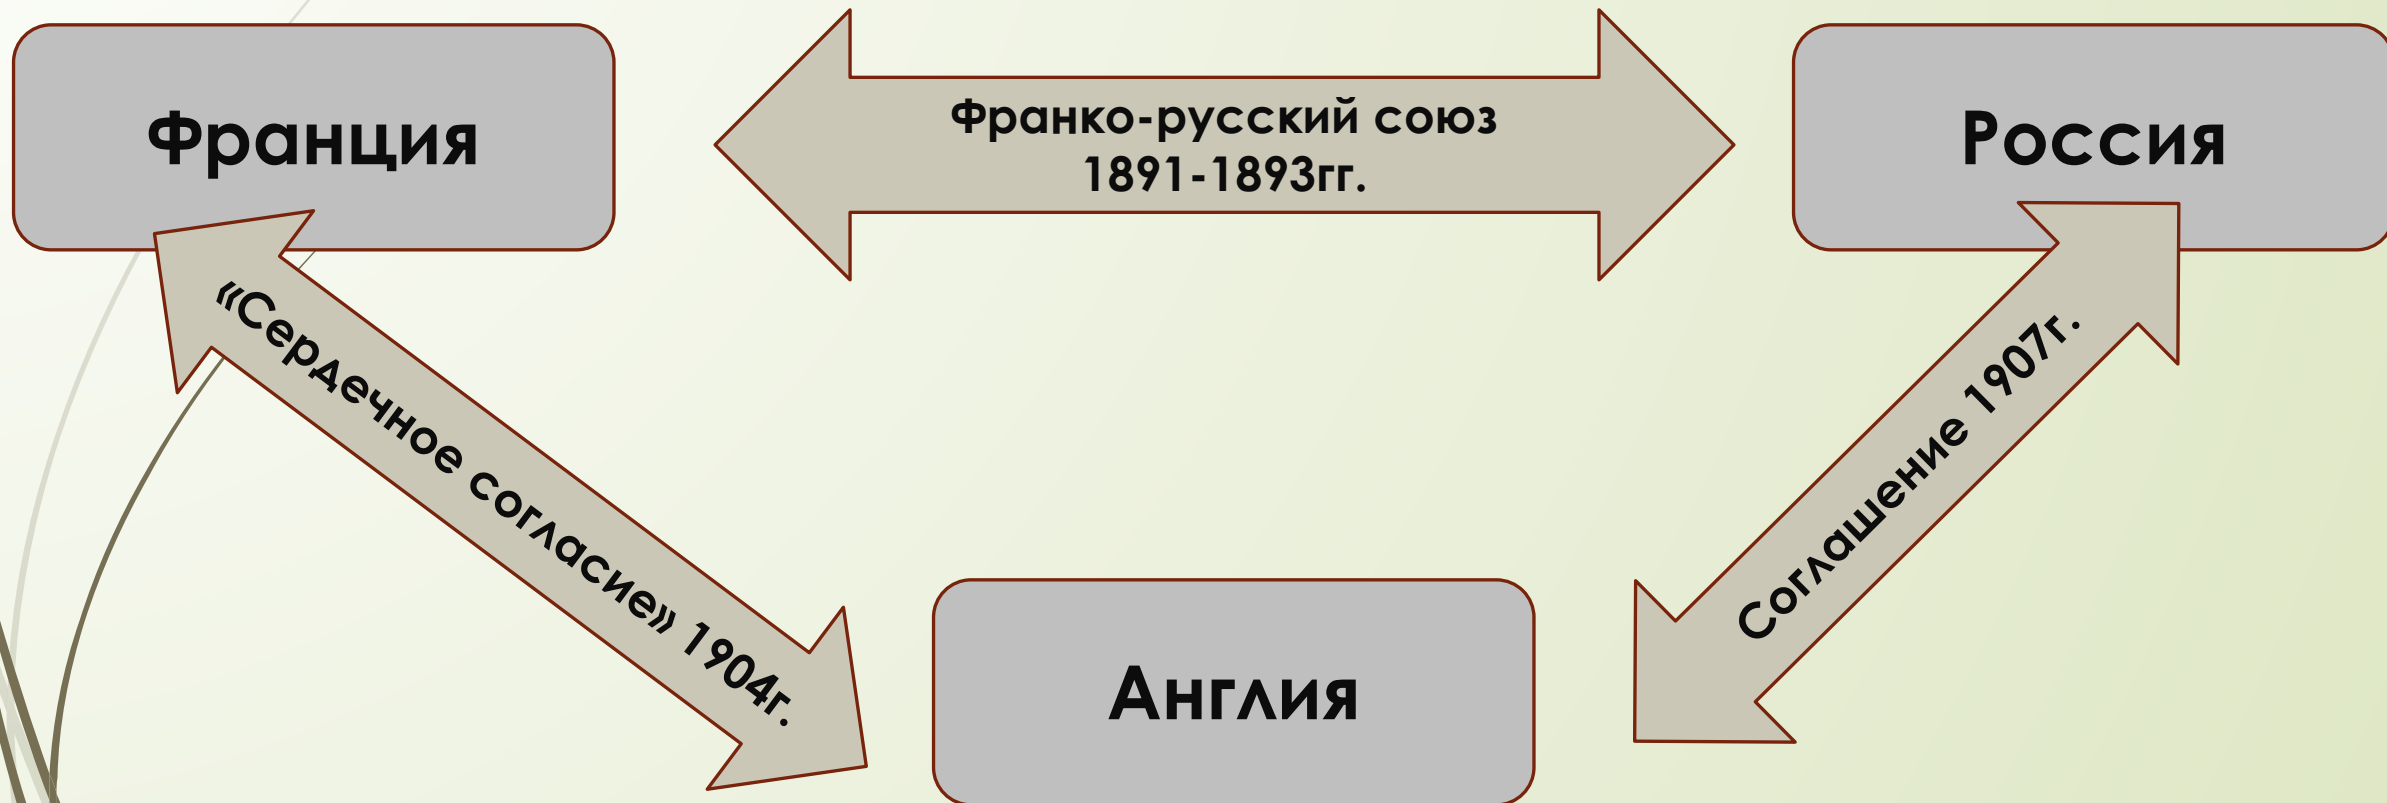 Франция
Франко-русский союз
1891-1893гг.
Россия
«Сердечное согласие» 1904г.
Соглашение 1907г.
Англия